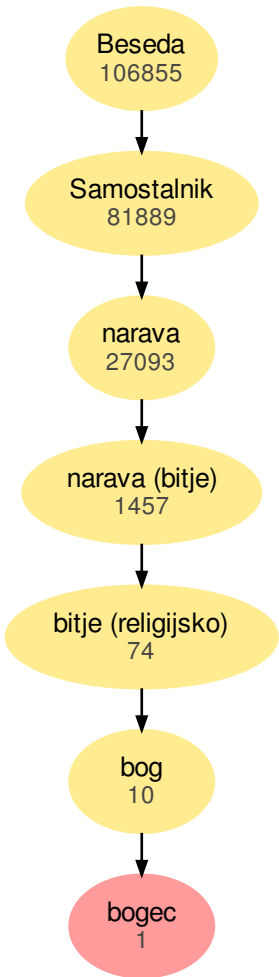 Beseda
106855
Samostalnik
81889
narava
27093
narava (bitje)
1457
bitje (religijsko)
74
bog
10
bogec
1